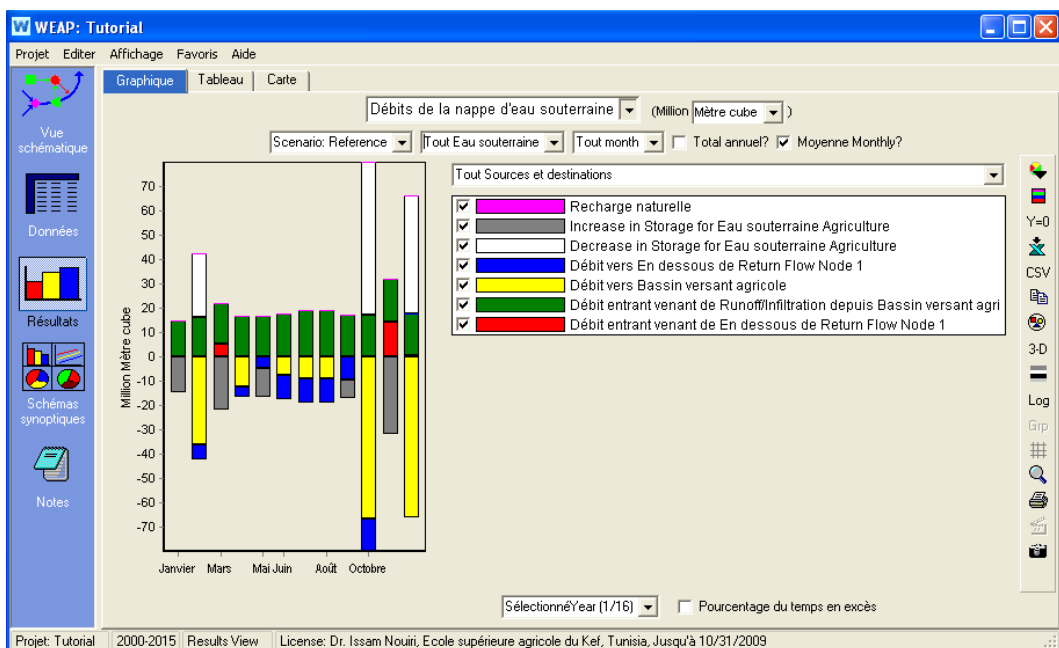 WEAP: Tutorial
Projet Editer Affichage Favoris Aide
Graphique Tableau Carte
Débits de la nappe d'eau souterraine (Million Mètre cube )
Scenario: Reference Tout Eau souterraine Tout month Total annuel? Moyenne Monthly?
Vue schématique
Données
Résultats
Schémas synoptiques
Notes
Tout Sources et destinations
Recharge naturelle
Increase in Storage for Eau souterraine Agriculture
Decrease in Storage for Eau souterraine Agriculture
Débit vers En dessous de Return Flow Node 1
Débit vers Bassin versant agricole
Débit entrant venant de Runoff/Infiltration depuis Bassin versant agri
Débit entrant venant de En dessous de Return Flow Node 1
Million Mètre cube
70
60
50
40
30
20
10
0
-10
-20
-30
-40
-50
-60
-70
Janvier Mars Mai Juin Août Octobre
Y=0
CSV
3-D
Log
Grp
SélectionnéYear (1/16) Pourcentage du temps en excès
Projet: Tutorial 2000-2015 Results View License: Dr. Issam Nouiri, Ecole supérieure agricole du Kef, Tunisia, Jusqu'à 10/31/2009